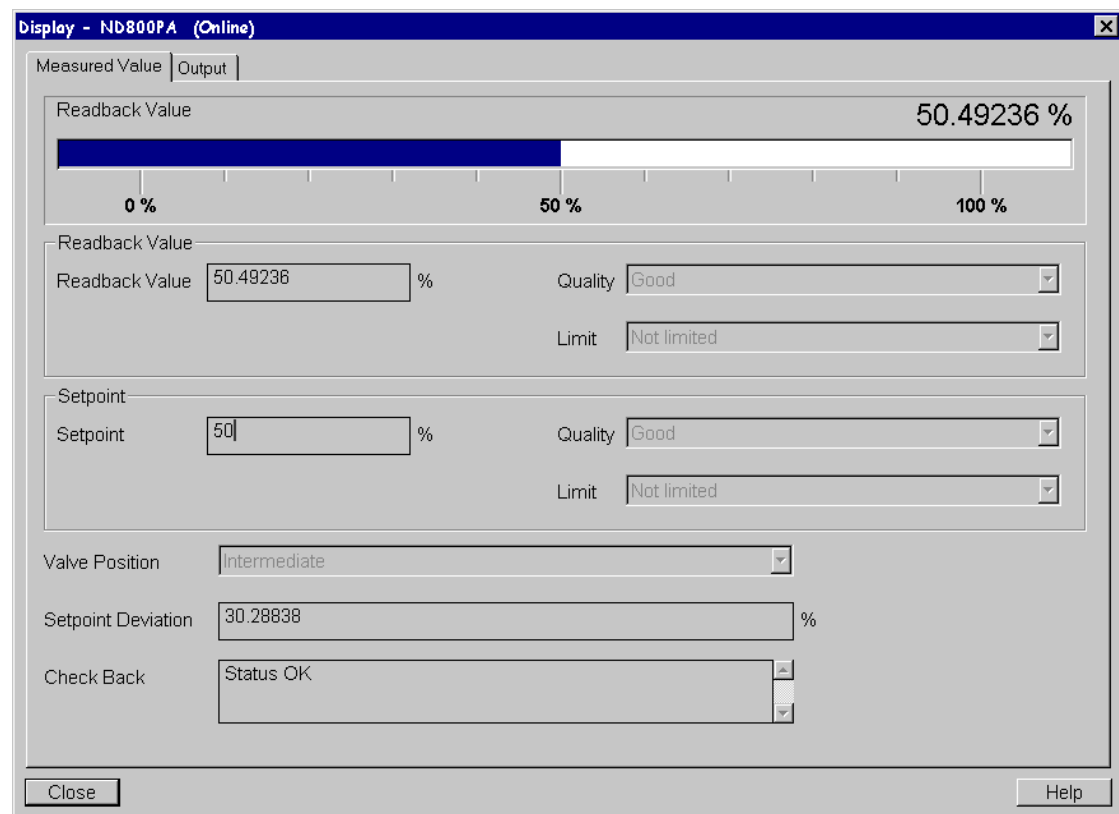 Display - ND800PA (Online)
Measured Value Output
Readback Value 50.49236 %
0 % 50 % 100 %
Readback Value
Readback Value 50.49236 % Quality Good
Limit Not limited
Setpoint
Setpoint 50 % Quality Good
Limit Not limited
Valve Position Intermediate
Setpoint Deviation 30.28838 %
Check Back Status OK
Close Help